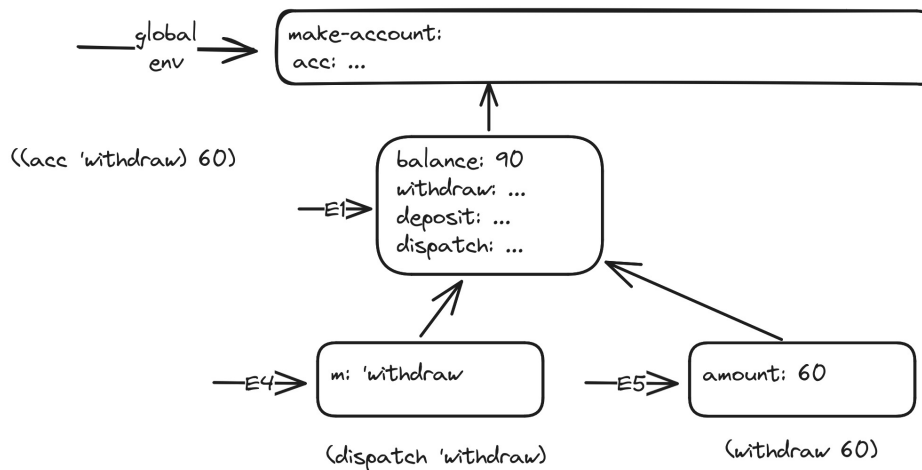 global
env
make-account:
acc: ...
((acc 'withdraw) 60)
E1
balance: 90
withdraw: ...
deposit: ...
dispatch: ...
E4
m: 'withdraw
E5
amount: 60
(dispatch 'withdraw)
(withdraw 60)